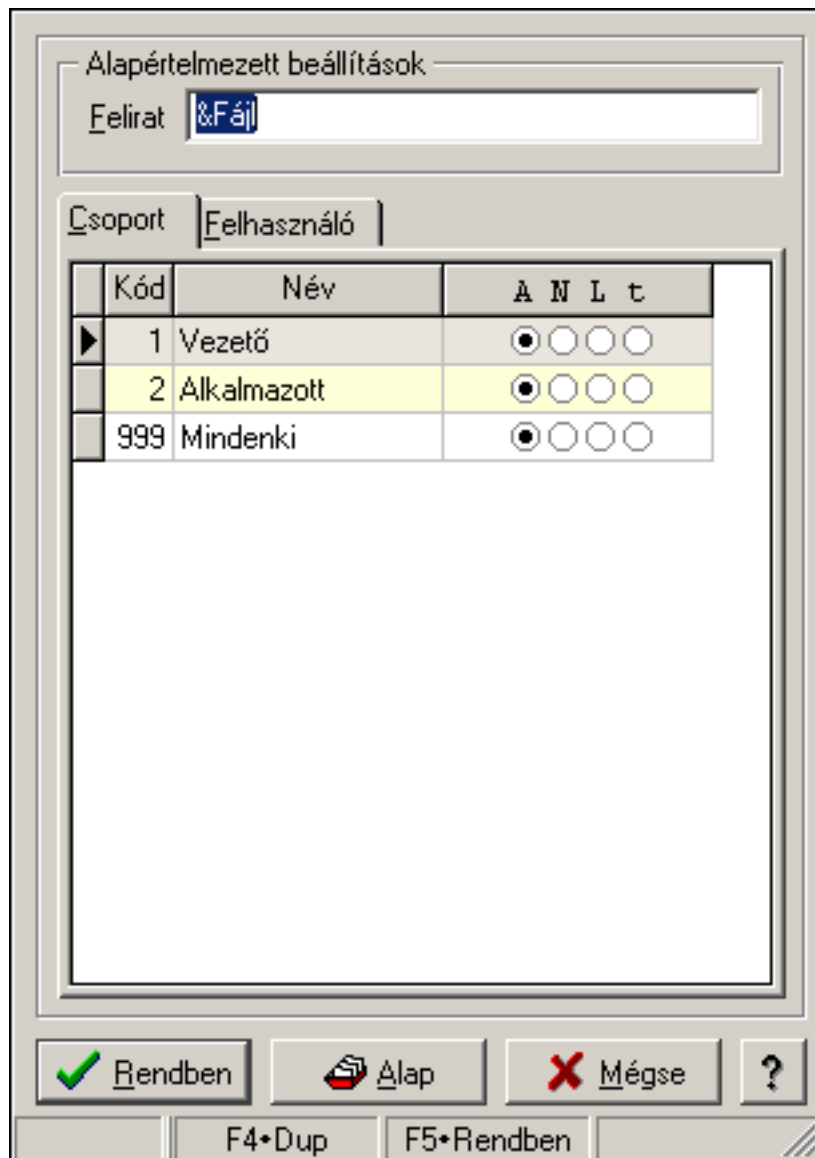 Alapértelmezett beállítások
Felirat &Fájl
Csoport Felhasználó
Kód Név A N L t
1 Vezető
2 Alkalmazott
999 Mindenki
Rendben Alap Mégse ?
F4•Dup F5•Rendben